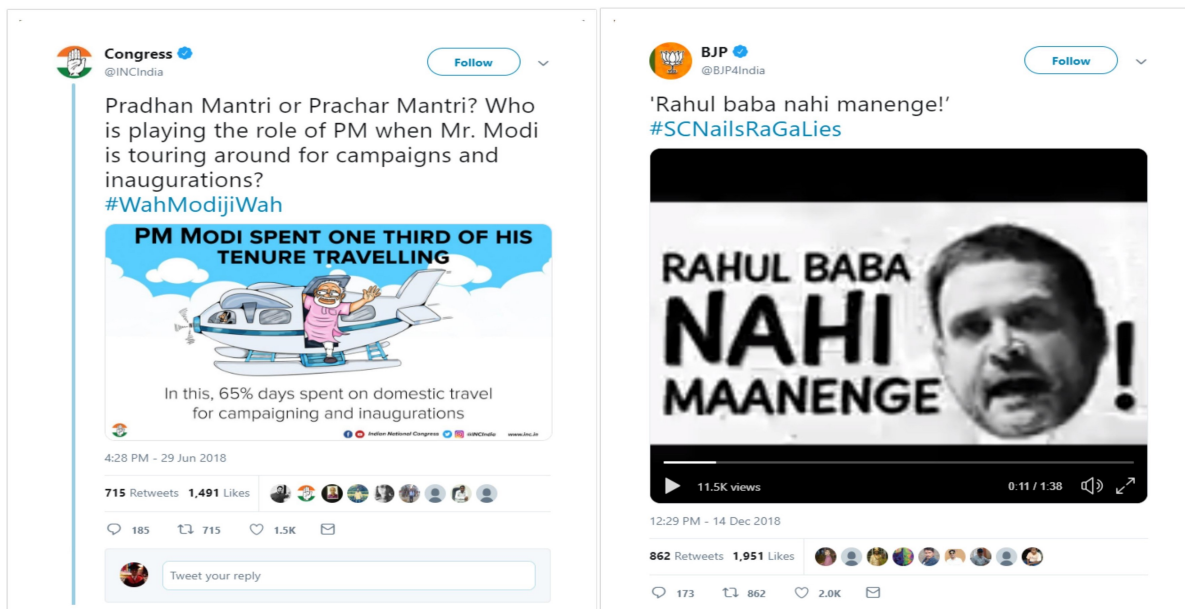 Congress
@INCIndia
Follow
Pradhan Mantri or Prachar Mantri? Who
is playing the role of PM when Mr. Modi
is touring around for campaigns and
inaugurations?
#WahModijiWah
PM MODI SPENT ONE THIRD OF HIS
TENURE TRAVELLING
In this, 65% days spent on domestic travel
for campaigning and inaugurations
Indian National Congress @INCIndia www.inc.in
4:28 PM - 29 Jun 2018
715 Retweets 1,491 Likes
185 715 1.5K
Tweet your reply
BJP
@BJP4India
Follow
'Rahul baba nahi manenge!'
#SCNailsRaGaLies
RAHUL BABA
NAHI
MAANENGE !
11.5K views 0:11 / 1:38
12:29 PM - 14 Dec 2018
862 Retweets 1,951 Likes
173 862 2.0K